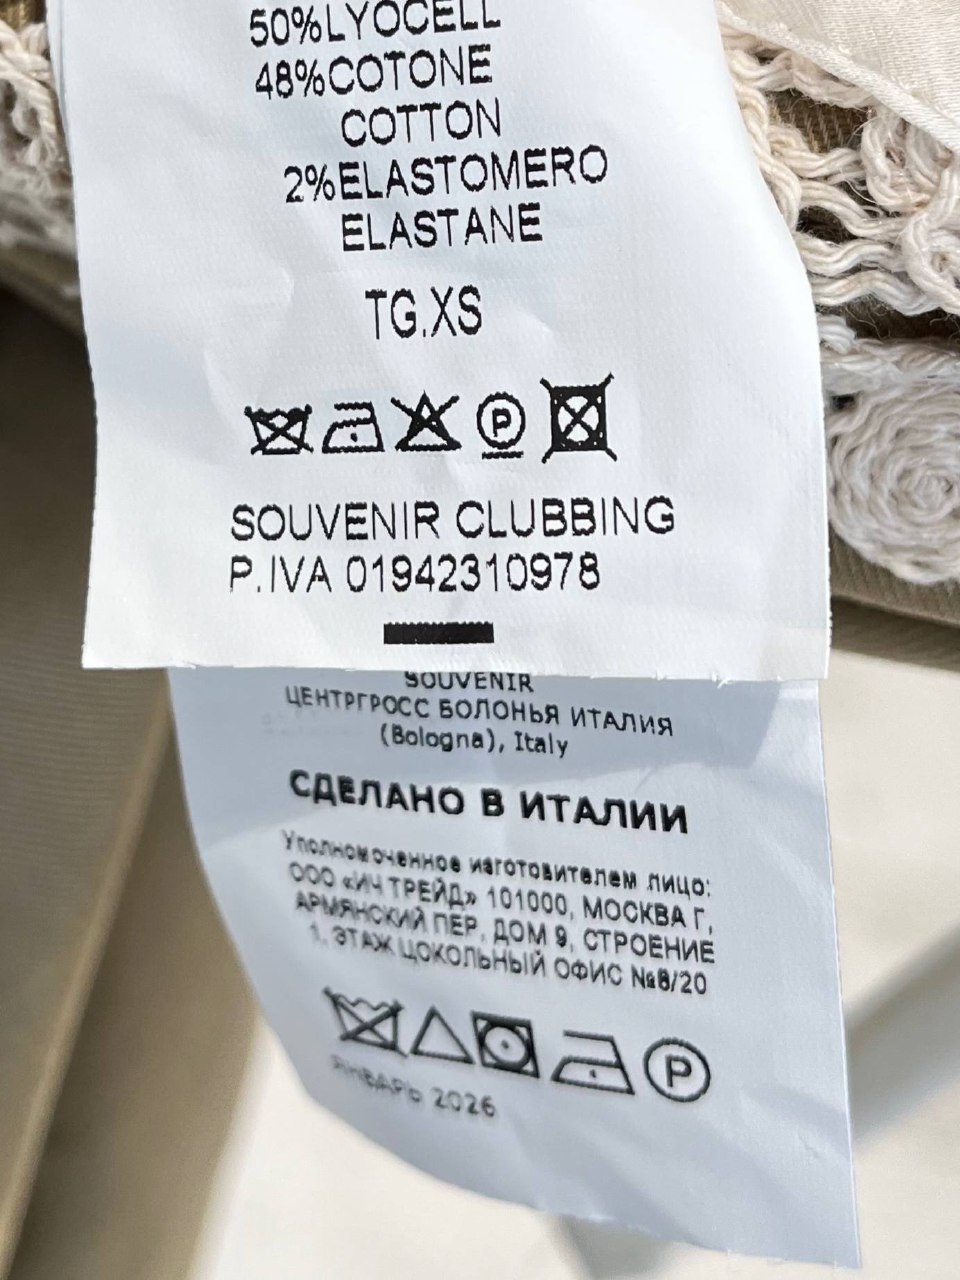 50%LYOCELL
48%COTONE
COTTON
2%ELASTOMERO
ELASTANE
TG.XS
P
SOUVENIR CLUBBING
P.IVA 01942310978
SOUVENIR
ЦЕНТРГРОСС БОЛОНЬЯ ИТАЛИЯ
(Bologna), Italy
СДЕЛАНО В ИТАЛИИ
Уполномоченное изготовителем лицо:
ООО «ИЧ ТРЕЙД» 101000, МОСКВА Г,
АРМЯНСКИЙ ПЕР, ДОМ 9, СТРОЕНИЕ
1, ЭТАЖ ЦОКОЛЬНЫЙ ОФИС №8/20
P
ЯНВАРЬ 2026